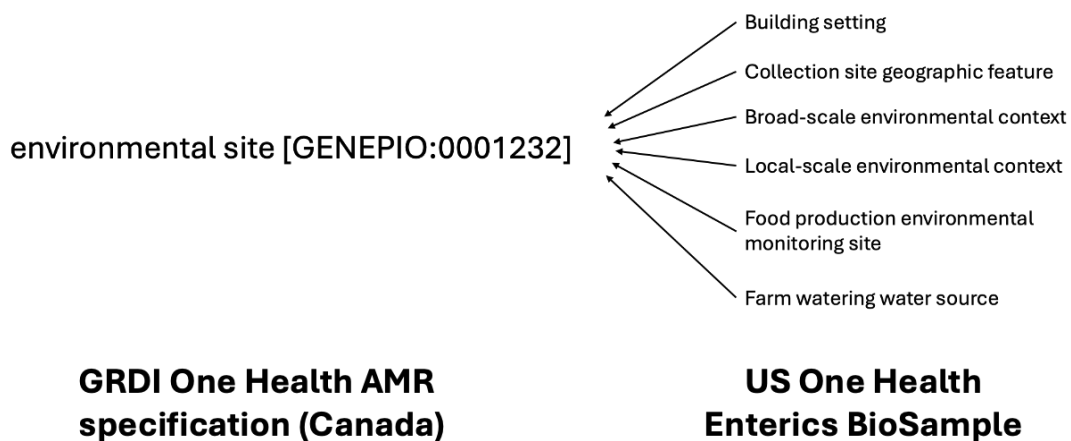 Building setting
Collection site geographic feature
Broad-scale environmental context
environmental site [GENEPIO:0001232]
Local-scale environmental context
Food production environmental
monitoring site
Farm watering water source
GRDI One Health AMR
specification (Canada)
US One Health
Enterics BioSample